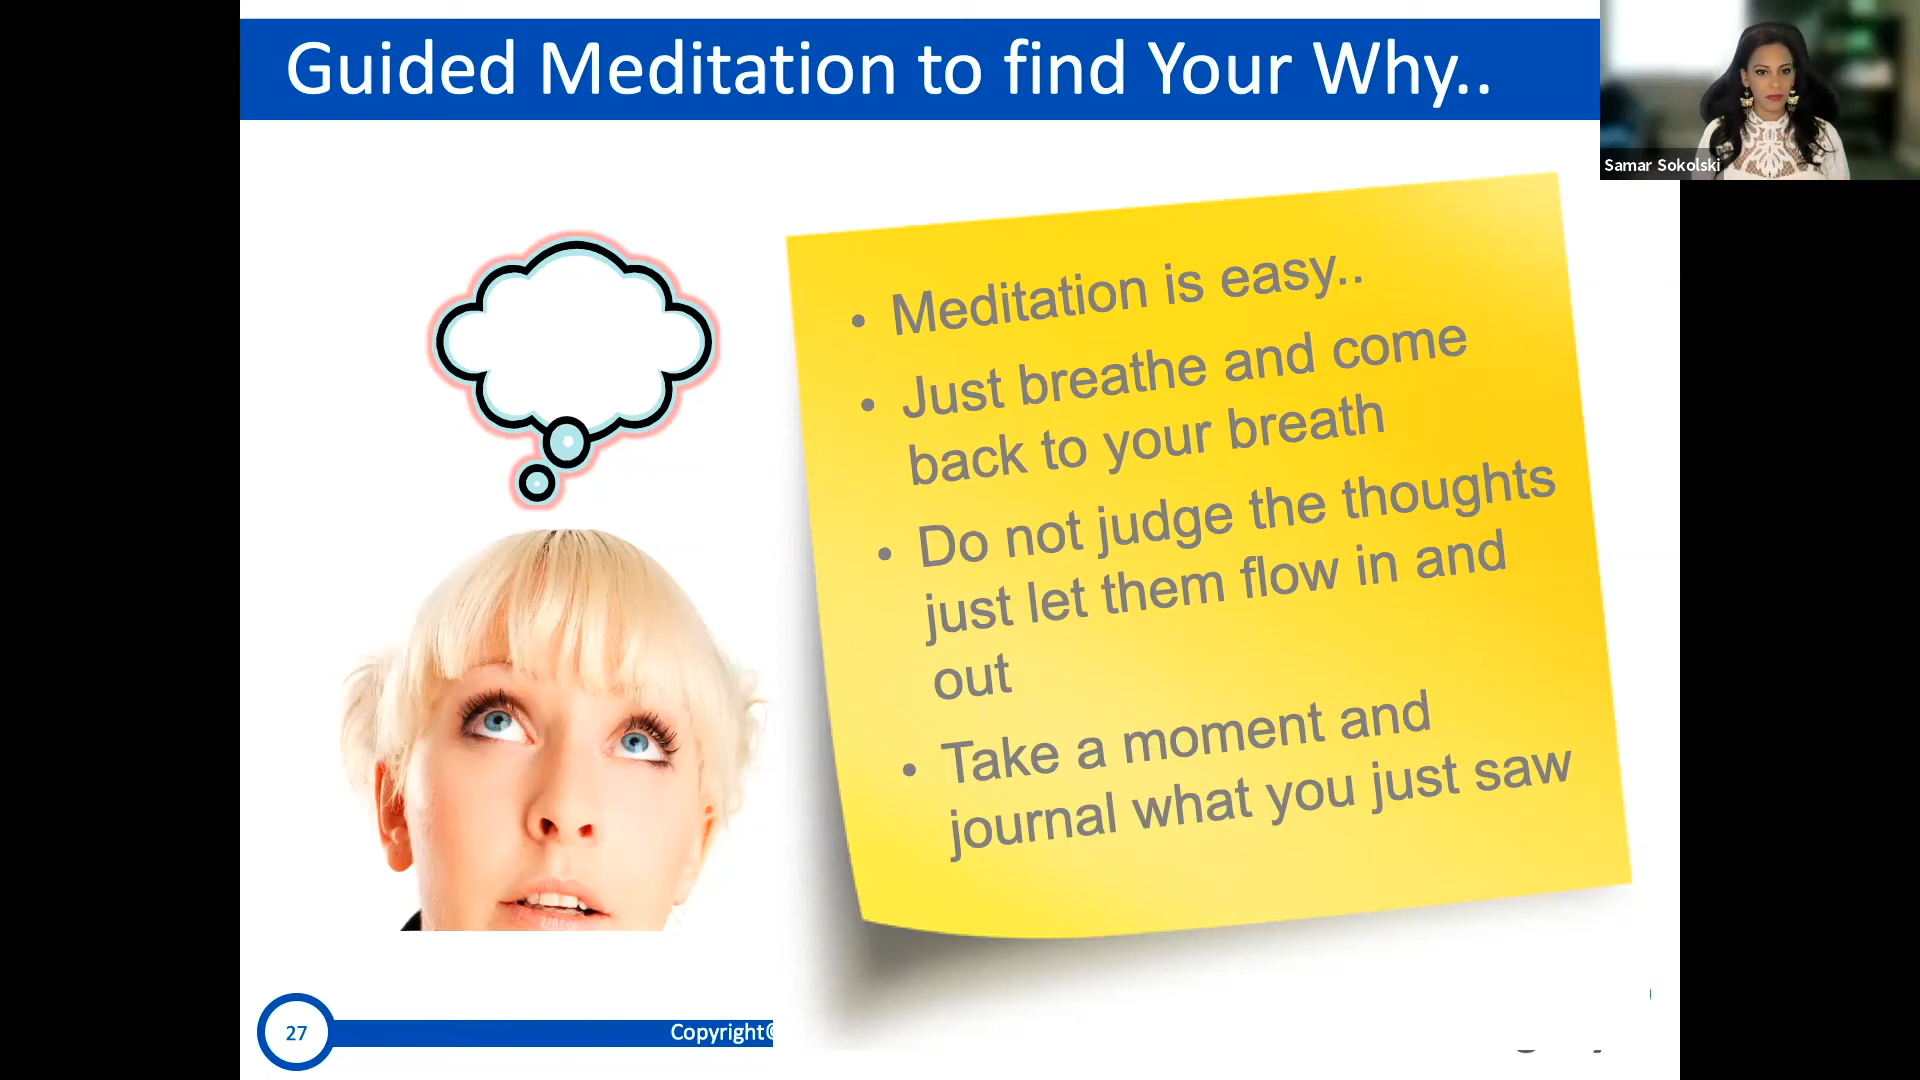 Guided Meditation to find Your Why..
Samar Sokolski
• Meditation is easy..
• Just breathe and come
back to your breath
• Do not judge the thoughts
just let them flow in and
out
• Take a moment and
journal what you just saw
27
Copyright©